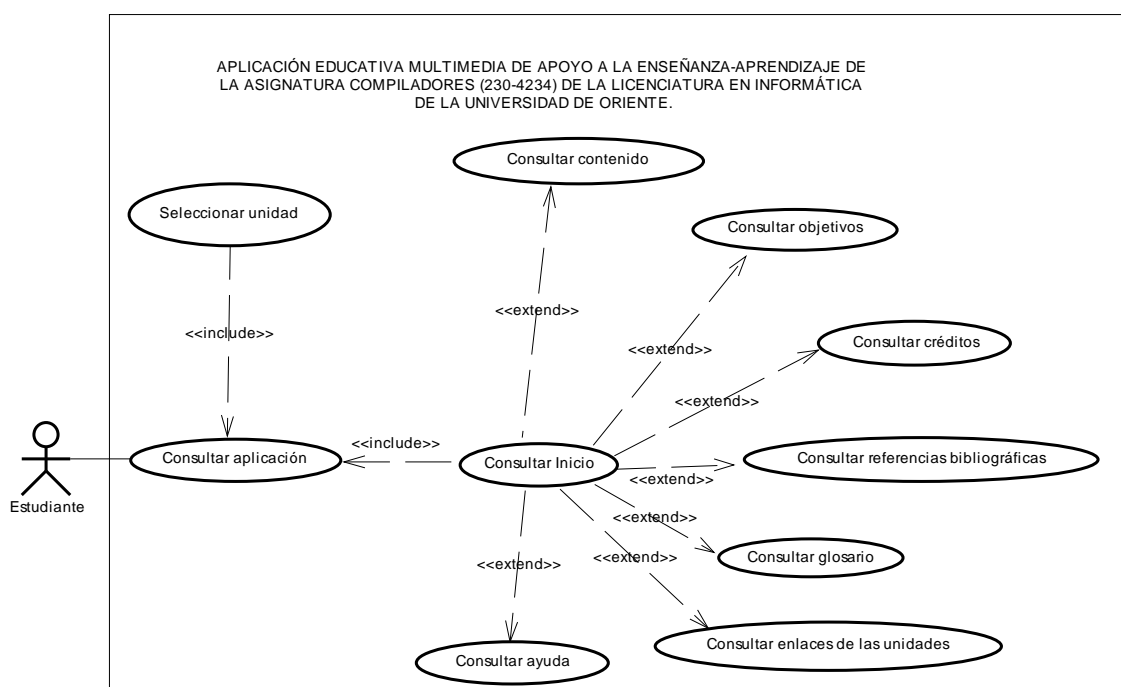 APLICACIÓN EDUCATIVA MULTIMEDIA DE APOYO A LA ENSEÑANZA-APRENDIZAJE DE
LA ASIGNATURA COMPILADORES (230-4234) DE LA LICENCIATURA EN INFORMÁTICA
DE LA UNIVERSIDAD DE ORIENTE.
Consultar contenido
Seleccionar unidad
Consultar objetivos
<<extend>>
<<include>>
<<extend>>
Consultar créditos
<<extend>>
<<include>>
Consultar aplicación
Consultar Inicio
Consultar referencias bibliográficas
<<extend>>
Estudiante
<<extend>>
<<extend>>
Consultar glosario
<<extend>>
Consultar enlaces de las unidades
Consultar ayuda